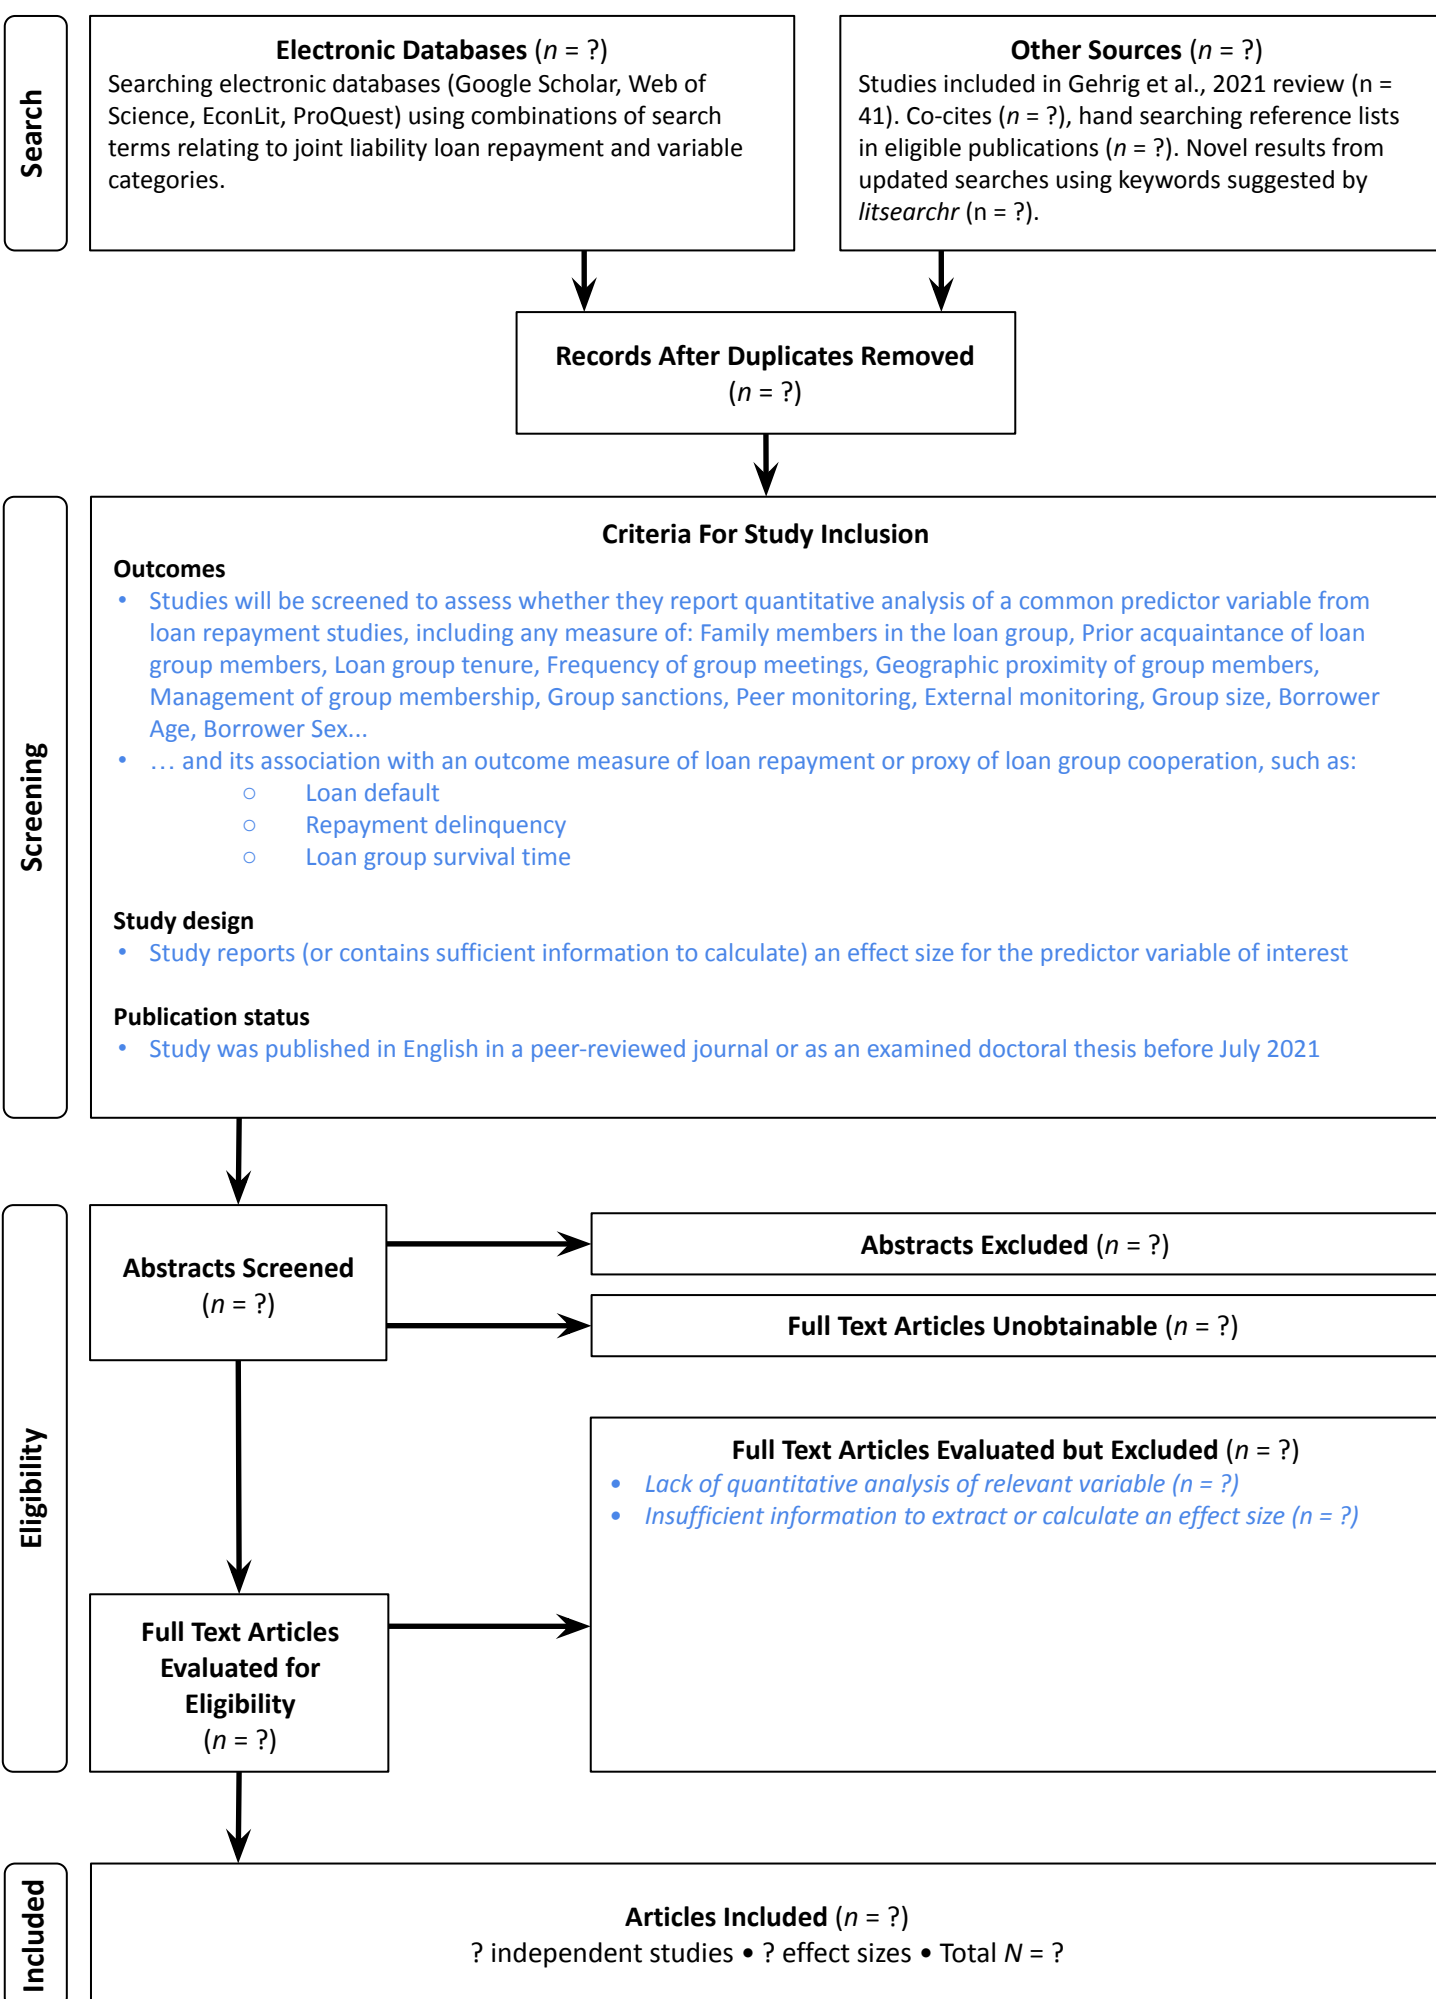 Search
Electronic Databases (n = ?)
Searching electronic databases (Google Scholar, Web of
Science, EconLit, ProQuest) using combinations of search
terms relating to joint liability loan repayment and variable
categories.
Other Sources (n = ?)
Studies included in Gehrig et al., 2021 review (n =
41). Co-cites (n = ?), hand searching reference lists
in eligible publications (n = ?). Novel results from
updated searches using keywords suggested by
litsearchr (n = ?).
Records After Duplicates Removed
(n = ?)
Screening
Criteria For Study Inclusion
Outcomes
• Studies will be screened to assess whether they report quantitative analysis of a common predictor variable from
loan repayment studies, including any measure of: Family members in the loan group, Prior acquaintance of loan
group members, Loan group tenure, Frequency of group meetings, Geographic proximity of group members,
Management of group membership, Group sanctions, Peer monitoring, External monitoring, Group size, Borrower
Age, Borrower Sex...
• … and its association with an outcome measure of loan repayment or proxy of loan group cooperation, such as:
○ Loan default
○ Repayment delinquency
○ Loan group survival time
Study design
• Study reports (or contains sufficient information to calculate) an effect size for the predictor variable of interest
Publication status
• Study was published in English in a peer-reviewed journal or as an examined doctoral thesis before July 2021
Eligibility
Abstracts Screened
(n = ?)
Abstracts Excluded (n = ?)
Full Text Articles Unobtainable (n = ?)
Full Text Articles Evaluated but Excluded (n = ?)
• Lack of quantitative analysis of relevant variable (n = ?)
• Insufficient information to extract or calculate an effect size (n = ?)
Full Text Articles
Evaluated for
Eligibility
(n = ?)
Included
Articles Included (n = ?)
? independent studies • ? effect sizes • Total N = ?